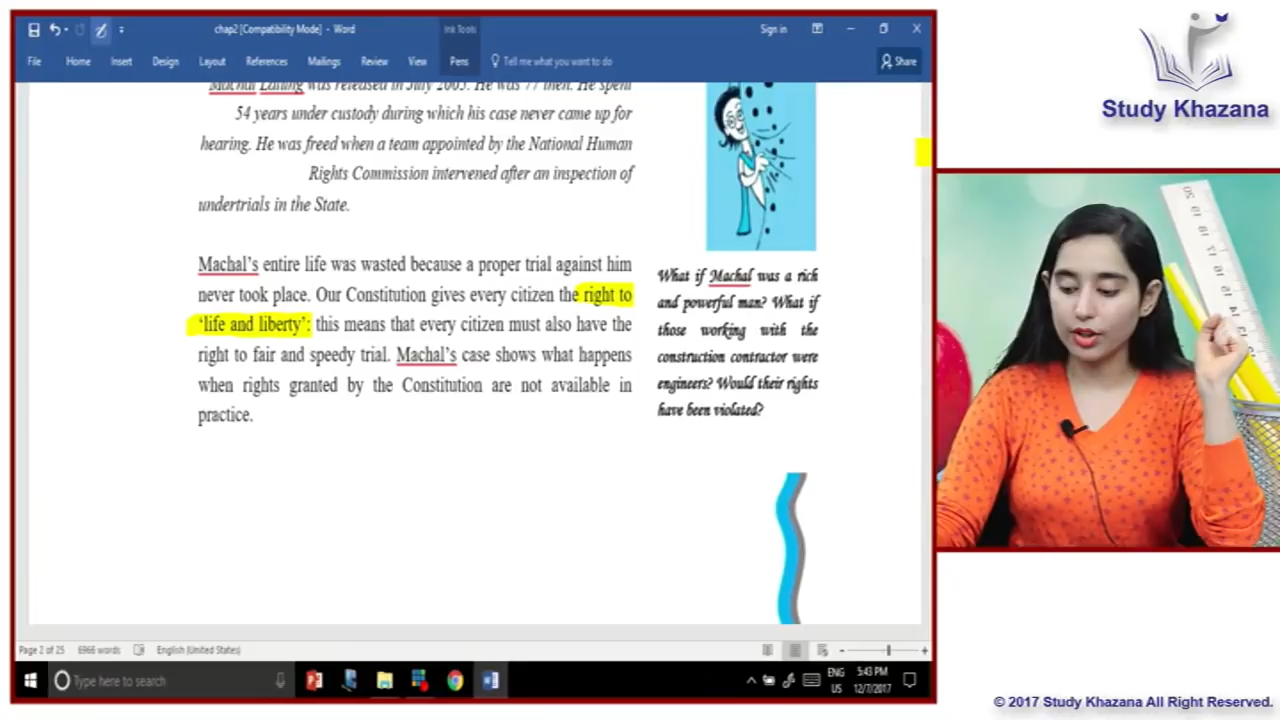 chap2 [Compatibility Mode] - Word
Ink Tools
Sign in
File Home Insert Design Layout References Mailings Review View Pens Tell me what you want to do Share
Study Khazana
Machal Lalung was released in July 2005. He was 77 then. He spent
54 years under custody during which his case never came up for
hearing. He was freed when a team appointed by the National Human
Rights Commission intervened after an inspection of
undertrials in the State.
Machal's entire life was wasted because a proper trial against him
never took place. Our Constitution gives every citizen the right to
'life and liberty': this means that every citizen must also have the
right to fair and speedy trial. Machal's case shows what happens
when rights granted by the Constitution are not available in
practice.
What if Machal was a rich
and powerful man? What if
those working with the
construction contractor were
engineers? Would their rights
have been violated?
Page 2 of 25 6966 words English (United States)
Type here to search
ENG
US
5:43 PM
12/7/2017
© 2017 Study Khazana All Right Reserved.